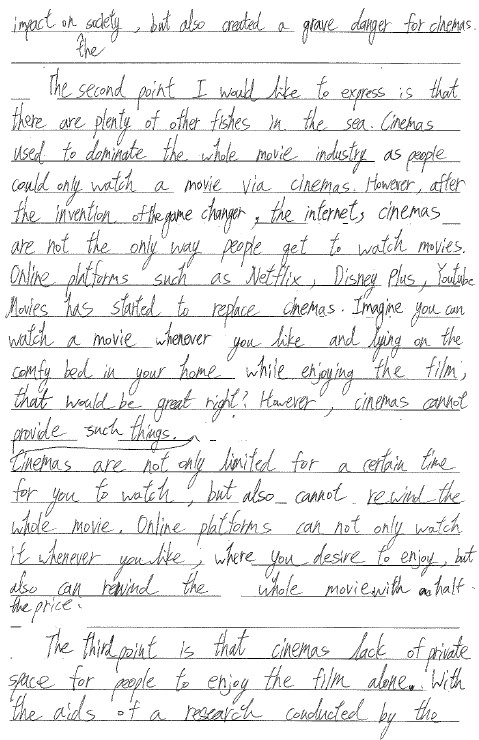 impact on society, but also created a grave danger for cinemas.
the
The second point I would like to express is that
there are plenty of other fishes in the sea. Cinemas
used to dominate the whole movie industry as people
could only watch a movie via cinemas. However, after
the invention of the game changer, the internet, cinemas
are not the only way people get to watch movies.
Online platforms such as Netflix, Disney Plus, Youtube
Movies has started to replace cinemas. Imagine you can
watch a movie whenever you like and lying on the
comfy bed in your home while enjoying the film,
that would be great right? However, cinemas cannot
provide such things.
Cinemas are not only limited for a certain time
for you to watch, but also cannot rewind the
whole movie. Online platforms can not only watch
it whenever you like, where you desire to enjoy, but
also can rewind the whole movie with a half
the price.
The third point is that cinemas lack of private
space for people to enjoy the film alone. With
the aids of a research conducted by the